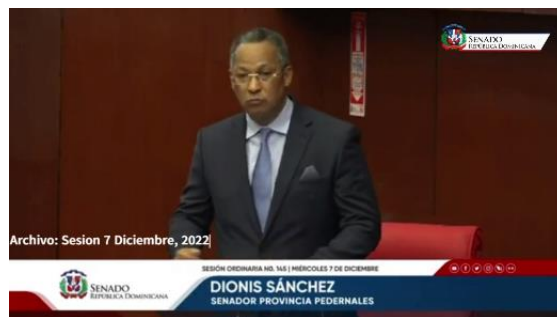 SENADO
REPÚBLICA DOMINICANA
Archivo: Sesion 7 Diciembre, 2022
SESIÓN ORDINARIA NO. 145 | MIÉRCOLES 7 DE DICIEMBRE
SENADO
REPÚBLICA DOMINICANA
DIONIS SÁNCHEZ
SENADOR PROVINCIA PEDERNALES